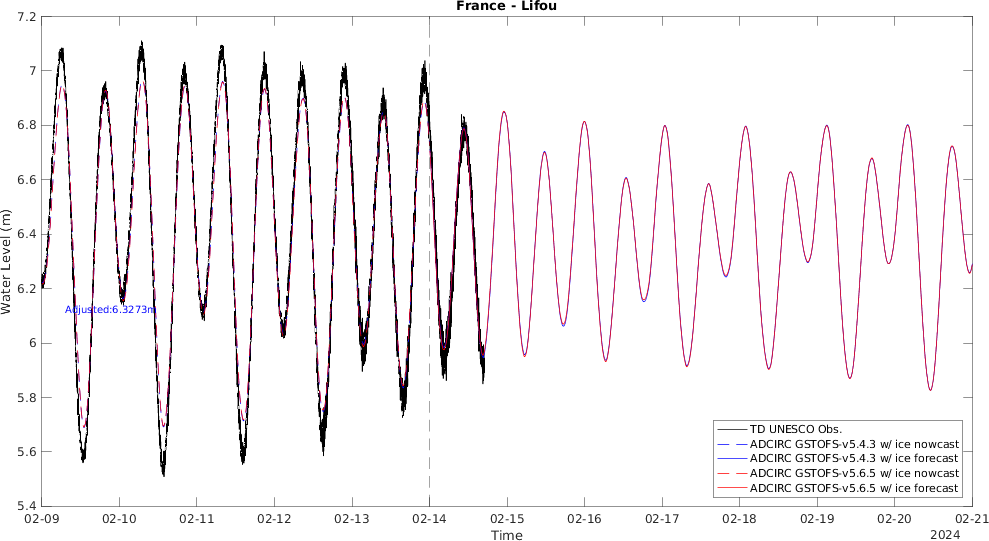 France - Lifou
7.2
7
6.8
6.6
6.4
6.2
6
5.8
5.6
5.4
Water Level (m)
Adjusted:6.3273m
TD UNESCO Obs.
ADCIRC GSTOFS-v5.4.3 w/ ice nowcast
ADCIRC GSTOFS-v5.4.3 w/ ice forecast
ADCIRC GSTOFS-v5.6.5 w/ ice nowcast
ADCIRC GSTOFS-v5.6.5 w/ ice forecast
02-09 02-10 02-11 02-12 02-13 02-14 02-15 02-16 02-17 02-18 02-19 02-20 02-21
Time
2024